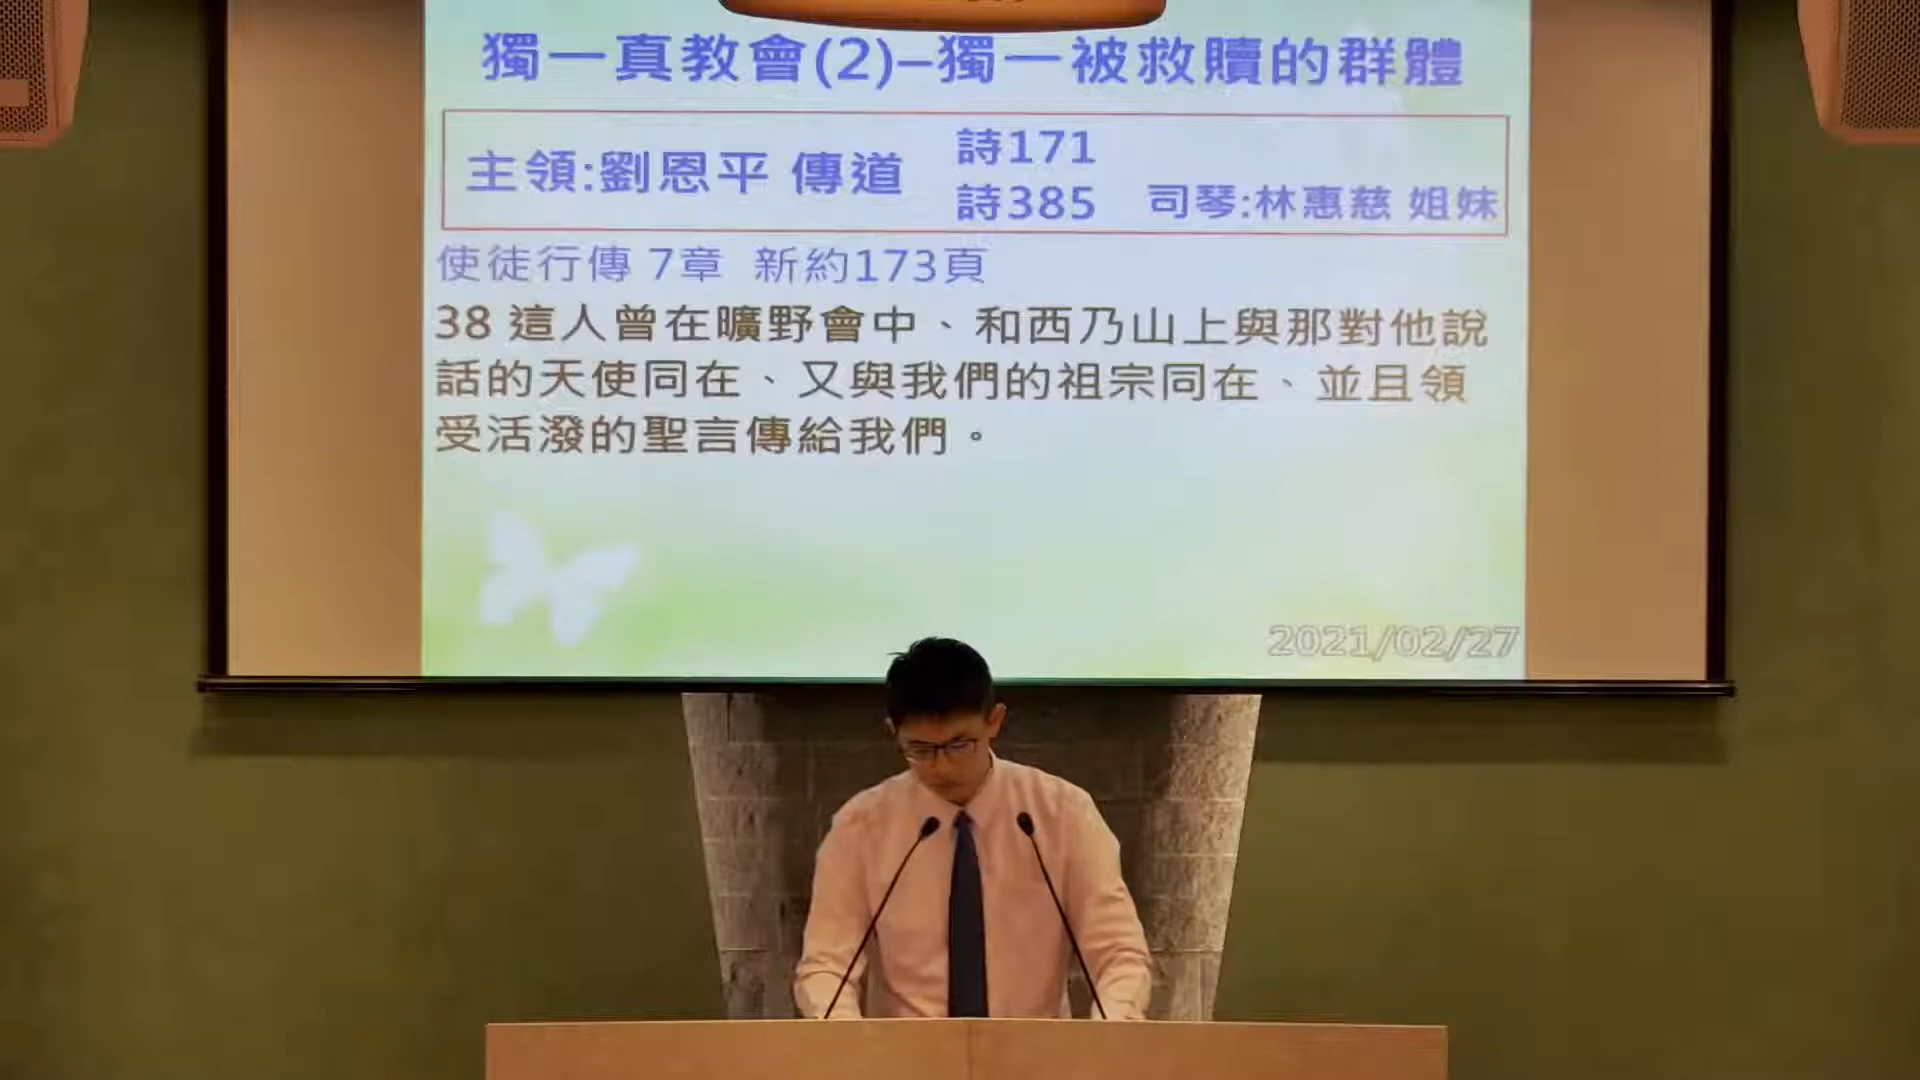 獨一真教會(2)–獨一被救贖的群體
主領:劉恩平 傳道
詩171
詩385 司琴:林惠慈 姐妹
使徒行傳 7章 新約173頁
38 這人曾在曠野會中、和西乃山上與那對他說
話的天使同在、又與我們的祖宗同在、並且領
受活潑的聖言傳給我們。
2021/02/27